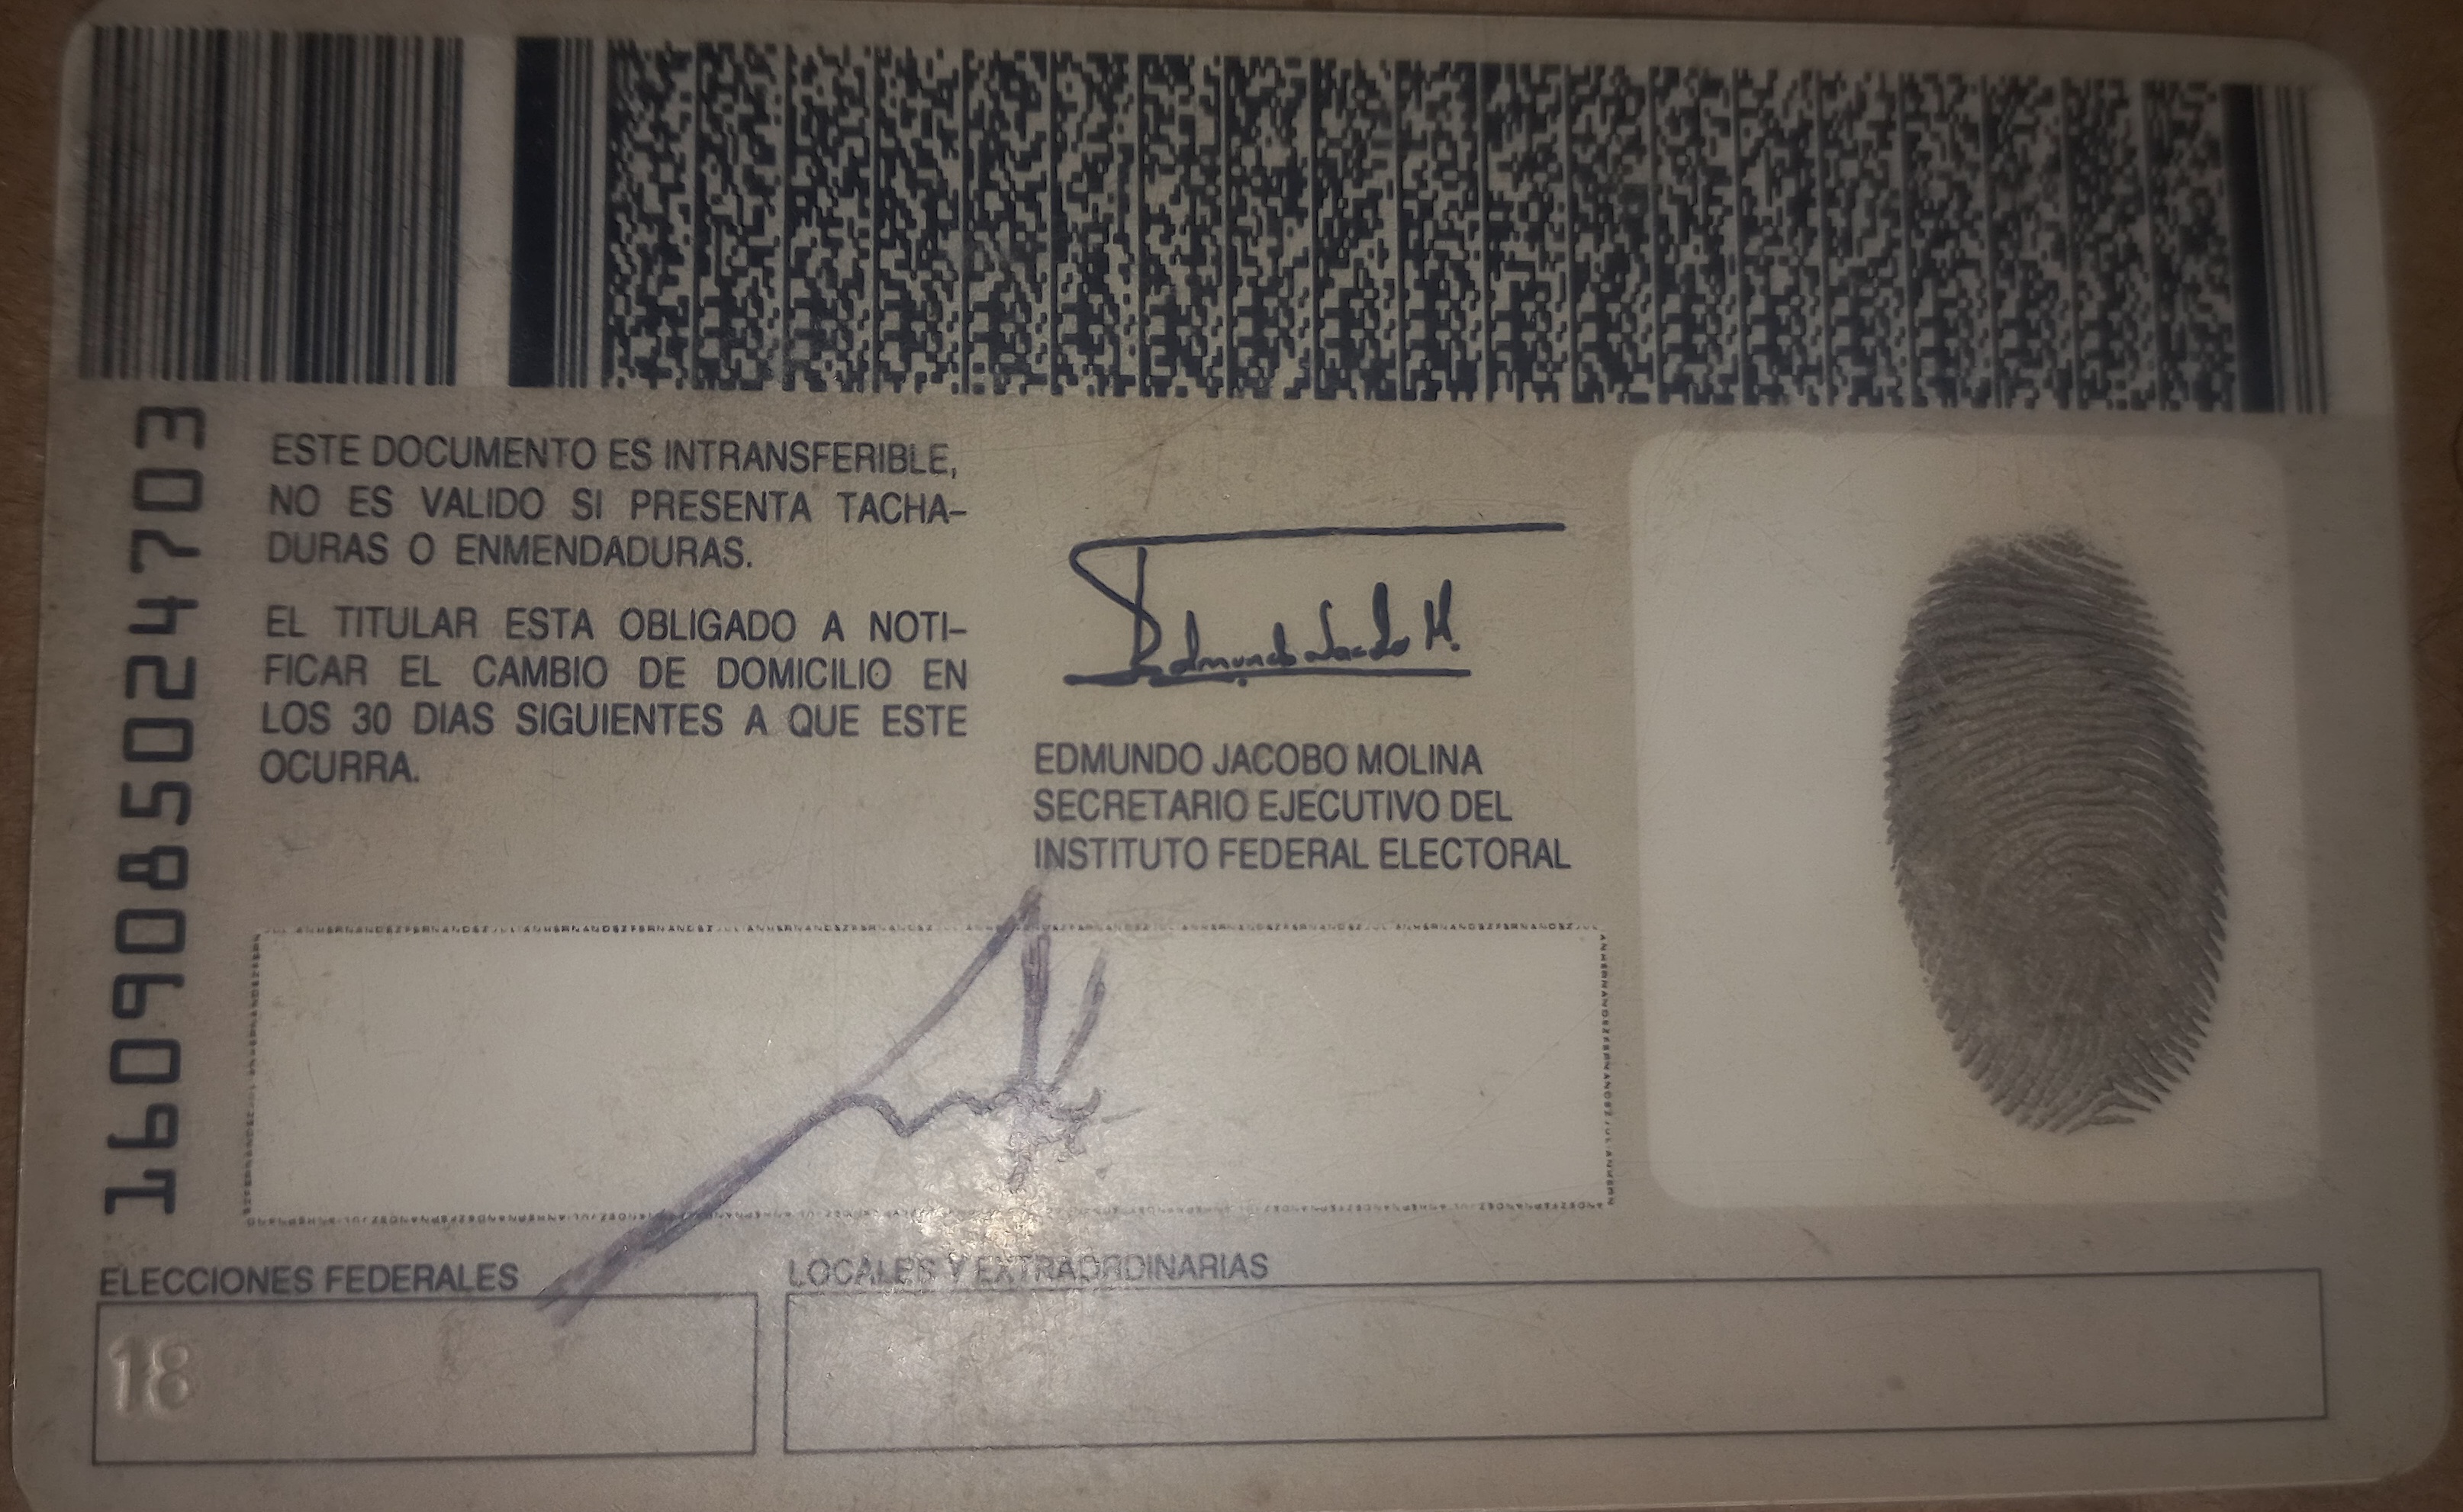 1609085024703
ESTE DOCUMENTO ES INTRANSFERIBLE,
NO ES VALIDO SI PRESENTA TACHA-
DURAS O ENMENDADURAS.
EL TITULAR ESTA OBLIGADO A NOTI-
FICAR EL CAMBIO DE DOMICILIO EN
LOS 30 DIAS SIGUIENTES A QUE ESTE
OCURRA.
Edmundo Jacobo M.
EDMUNDO JACOBO MOLINA
SECRETARIO EJECUTIVO DEL
INSTITUTO FEDERAL ELECTORAL
ELECCIONES FEDERALES
LOCALES Y EXTRAORDINARIAS
18